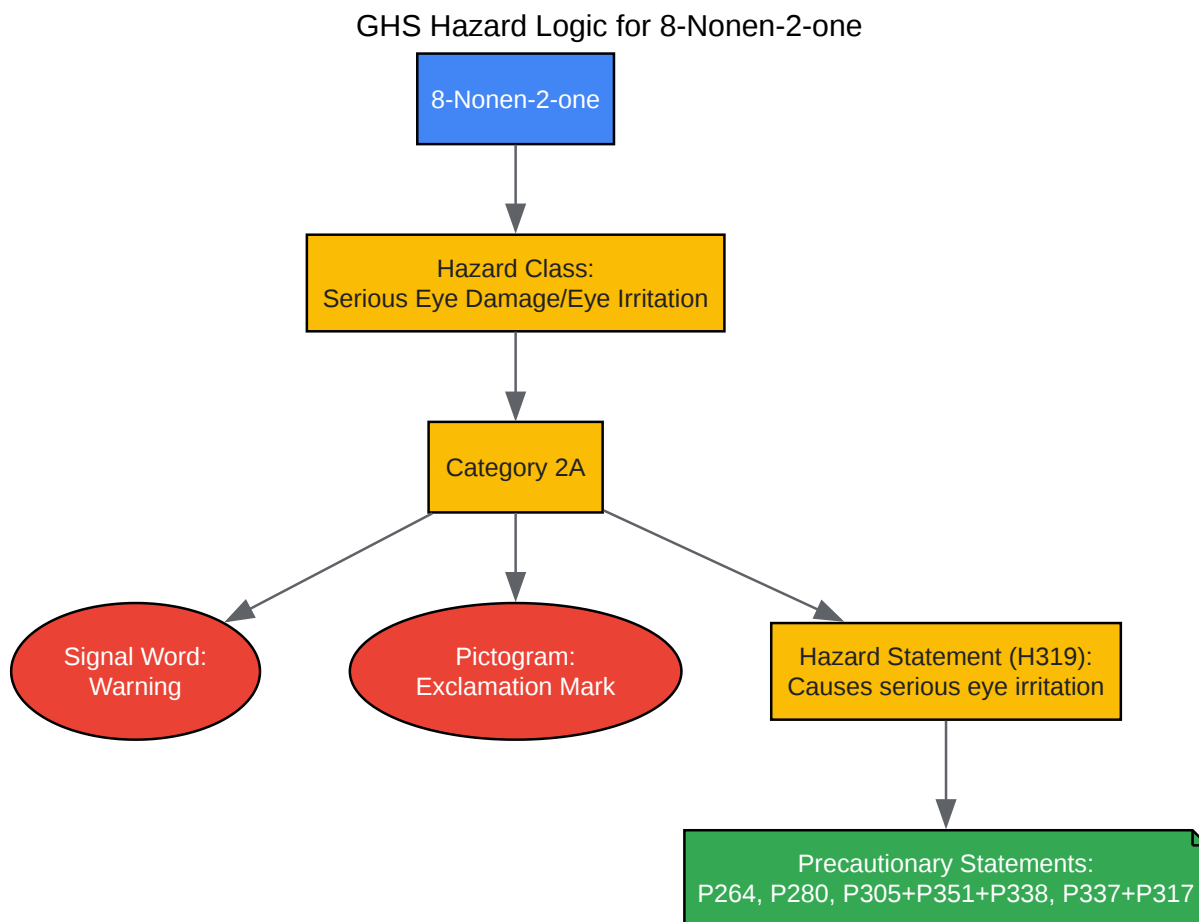 GHS Hazard Logic for 8-Nonen-2-one
8-Nonen-2-one
Hazard Class:
Serious Eye Damage/Eye Irritation
Category 2A
Signal Word:
Warning
Pictogram:
Exclamation Mark
Hazard Statement (H319):
Causes serious eye irritation
Precautionary Statements:
P264, P280, P305+P351+P338, P337+P317